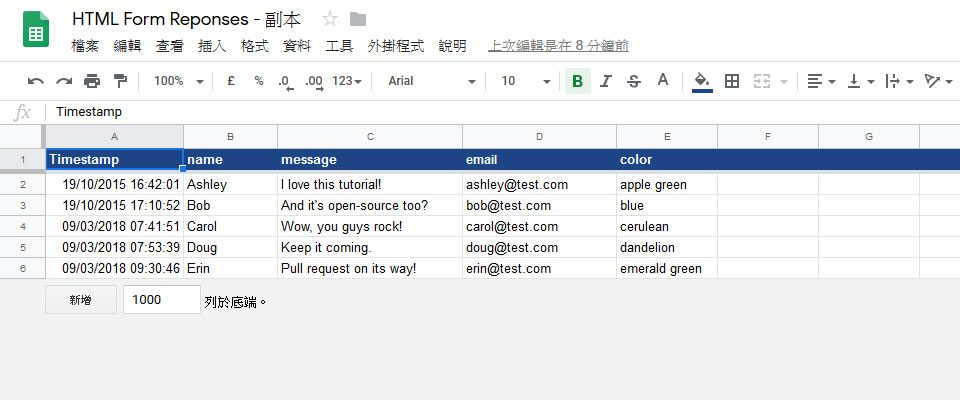 HTML Form Reponses - 副本
檔案 編輯 查看 插入 格式 資料 工具 外掛程式 說明 上次編輯是在 8 分鐘前
100% £ % .0 .00 123 Arial 10 B I S A
fx Timestamp
A B C D E F G
1 Timestamp name message email color
2 19/10/2015 16:42:01 Ashley I love this tutorial! ashley@test.com apple green
3 19/10/2015 17:10:52 Bob And it's open-source too? bob@test.com blue
4 09/03/2018 07:41:51 Carol Wow, you guys rock! carol@test.com cerulean
5 09/03/2018 07:53:39 Doug Keep it coming. doug@test.com dandelion
6 09/03/2018 09:30:46 Erin Pull request on its way! erin@test.com emerald green
新增 1000 列於底端。